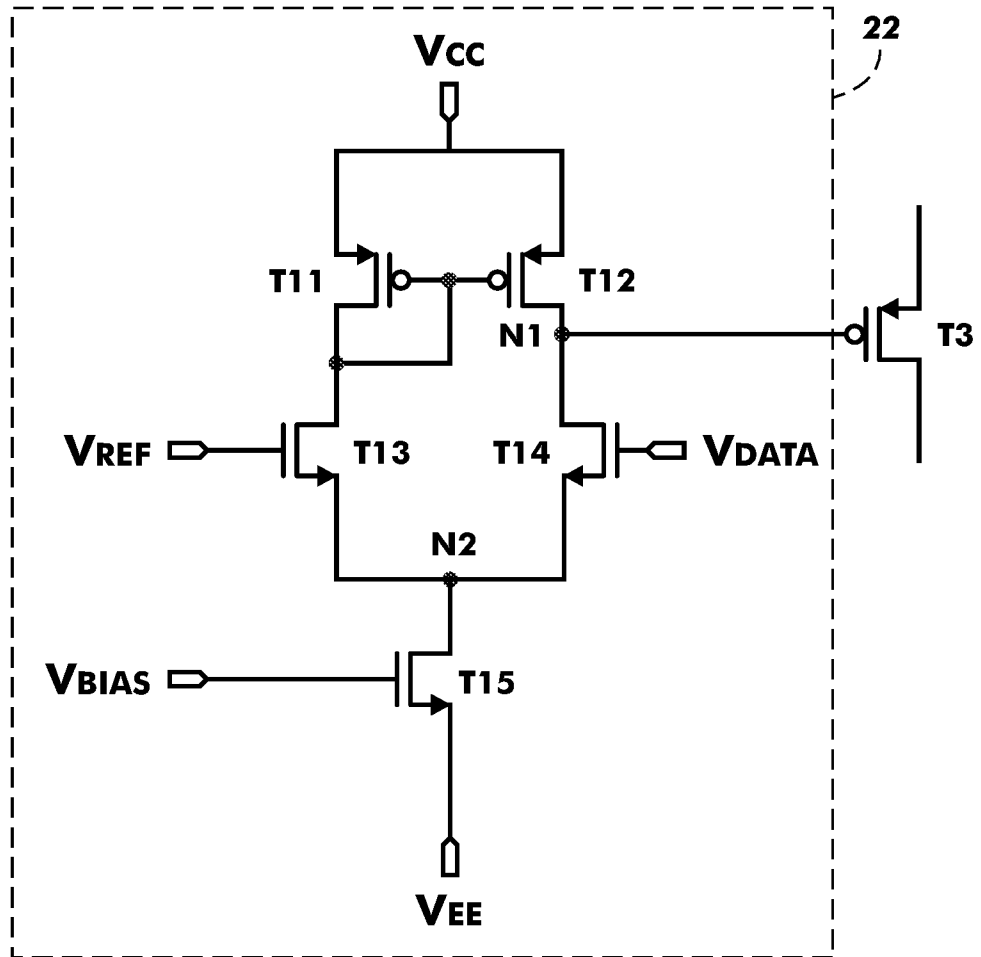 22
VCC
T11
T12
N1
T3
VREF
T13
T14
VDATA
N2
VBIAS
T15
VEE